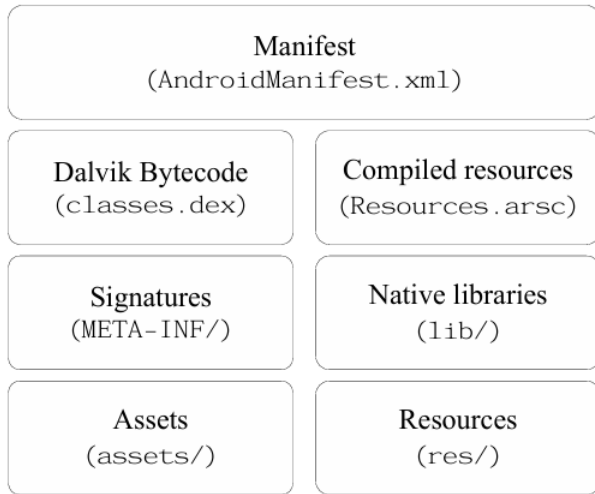 Manifest
(AndroidManifest.xml)
Dalvik Bytecode
(classes.dex)
Compiled resources
(Resources.arsc)
Signatures
(META-INF/)
Native libraries
(lib/)
Assets
(assets/)
Resources
(res/)